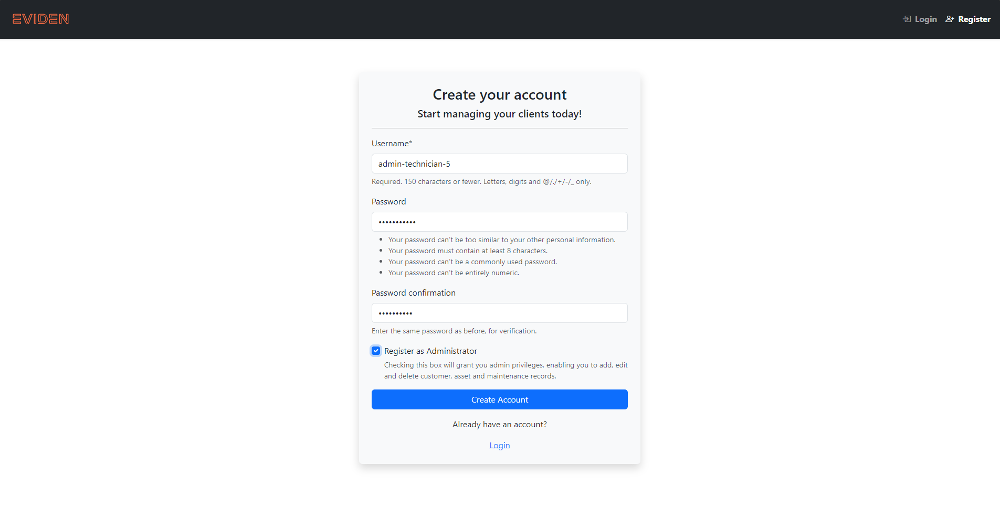 EVIDEN
Login
Register
Create your account
Start managing your clients today!
Username*
admin-technician-5
Required. 150 characters or fewer. Letters, digits and @/./+/-/_ only.
Password
•••••••••••
Your password can't be too similar to your other personal information.
Your password must contain at least 8 characters.
Your password can't be a commonly used password.
Your password can't be entirely numeric.
Password confirmation
••••••••••
Enter the same password as before, for verification.
Register as Administrator
Checking this box will grant you admin privileges, enabling you to add, edit
and delete customer, asset and maintenance records.
Create Account
Already have an account?
Login